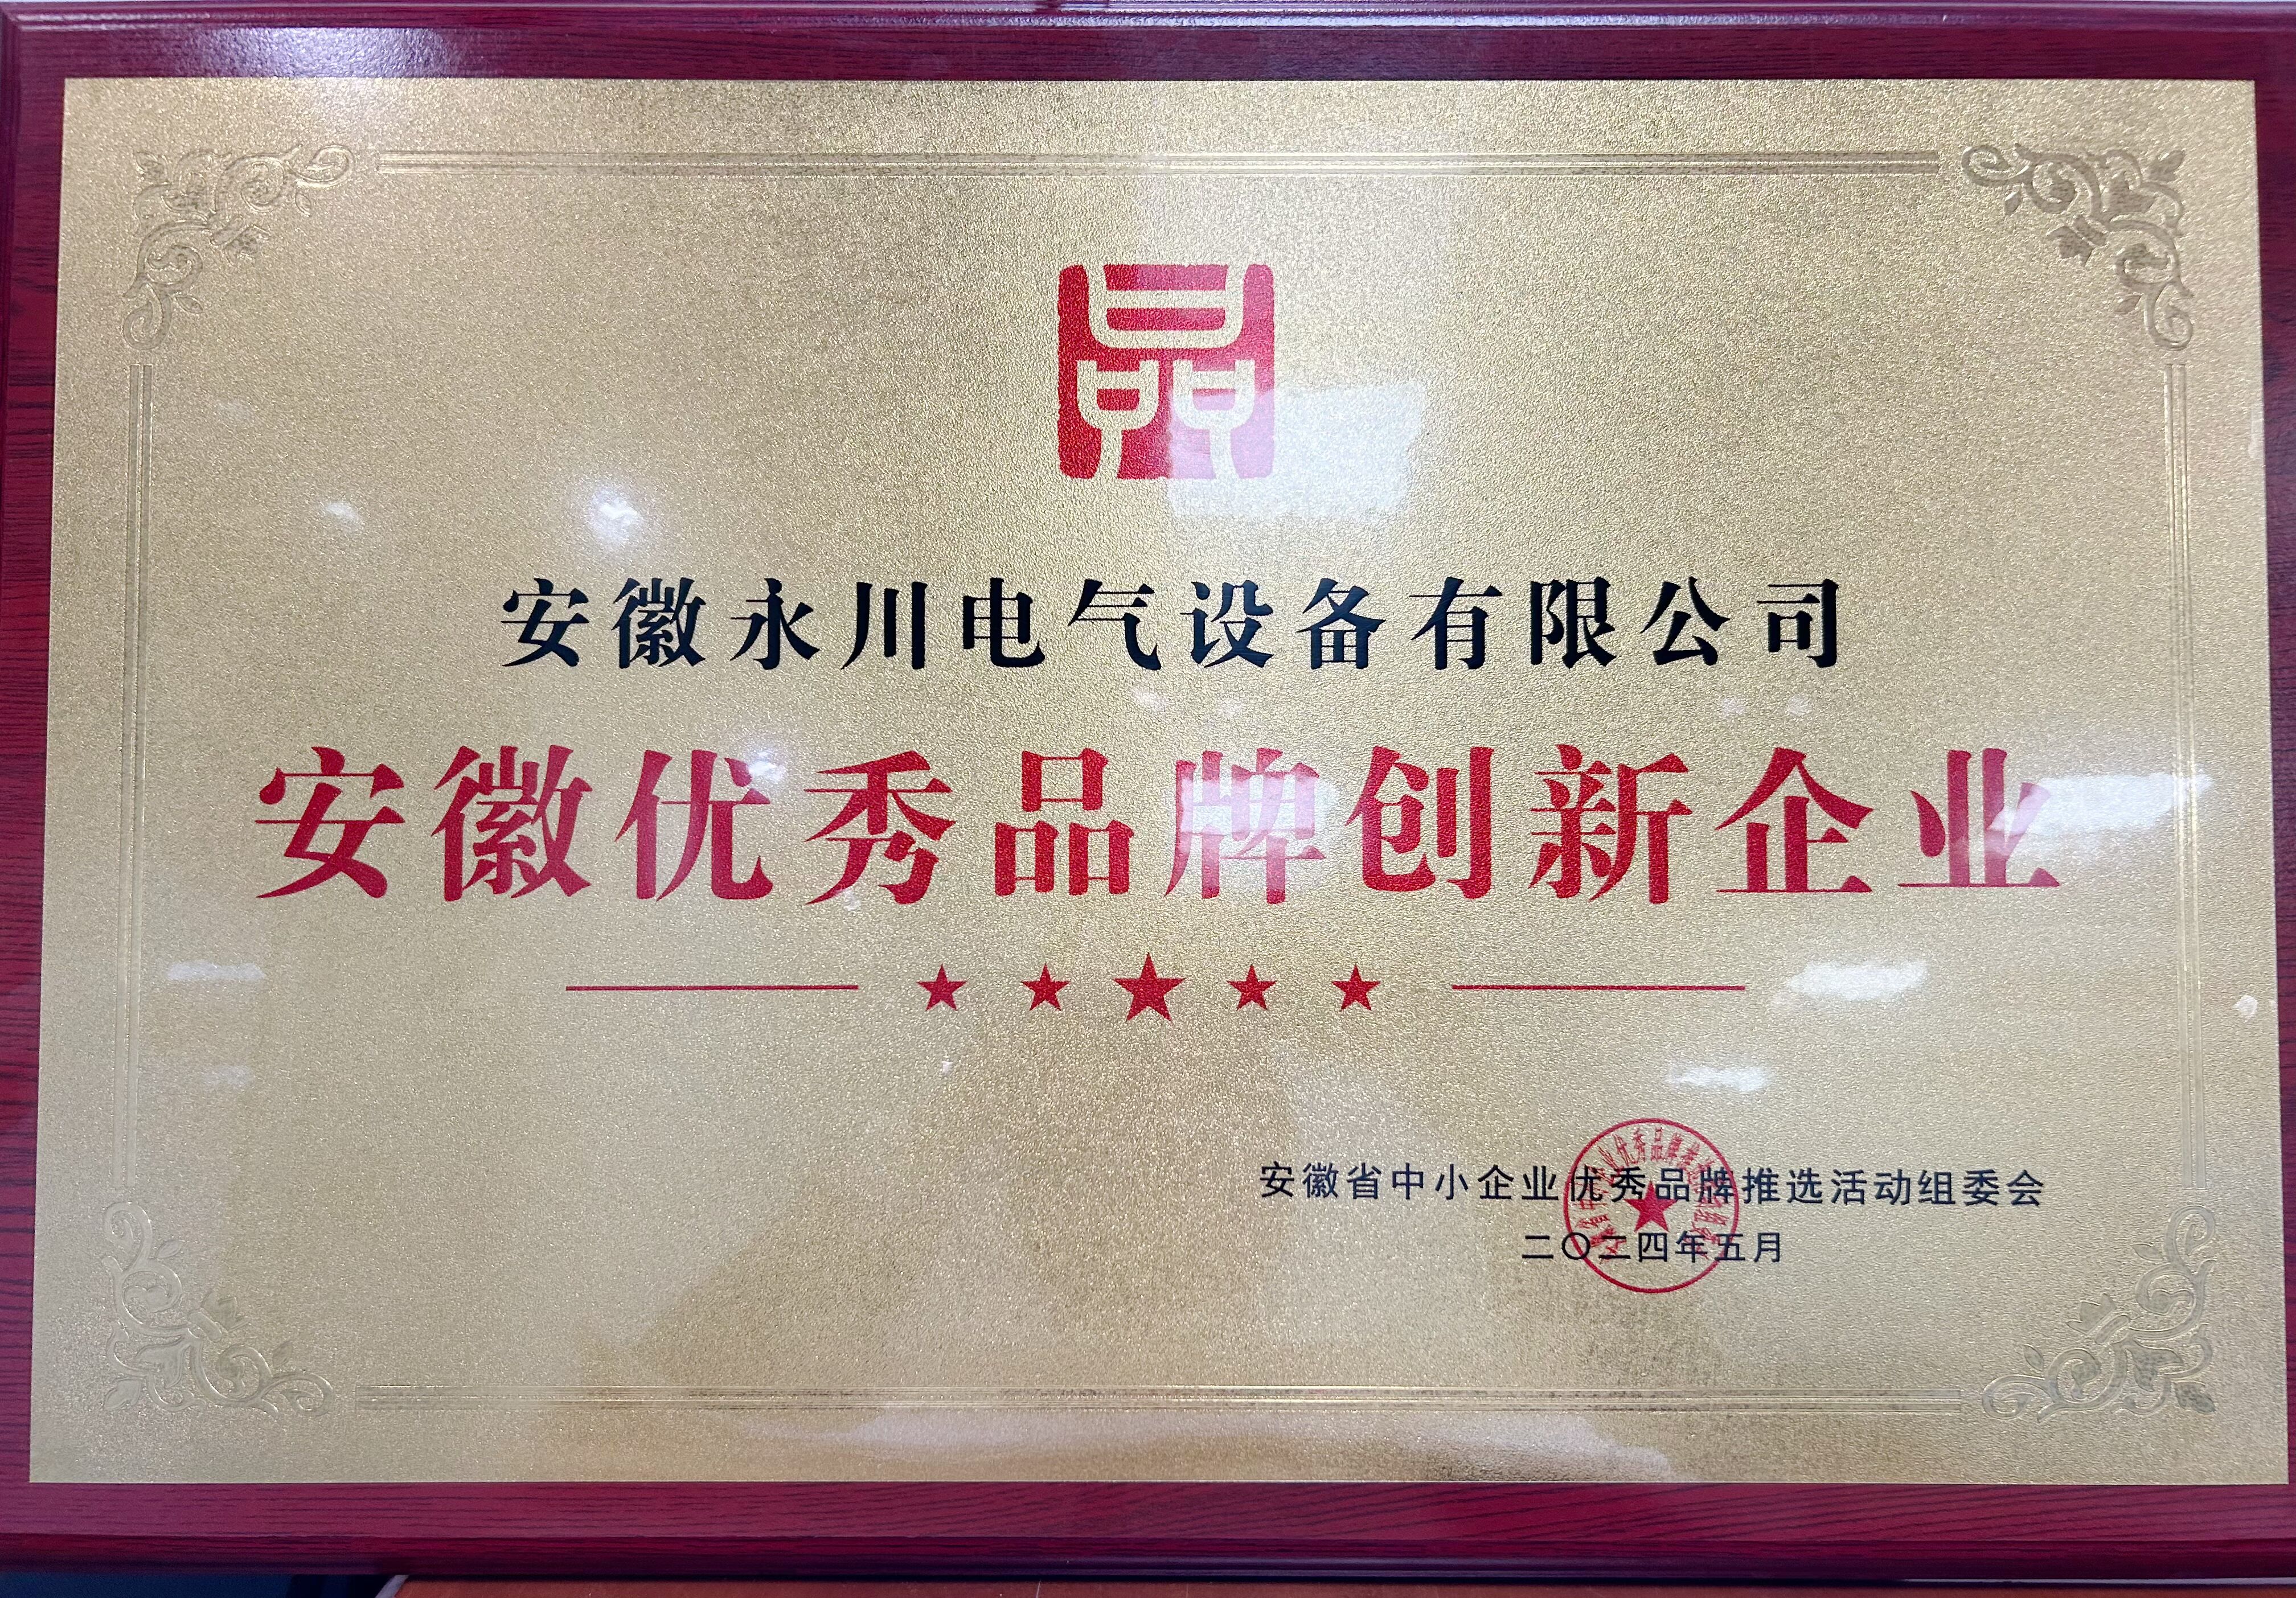 安徽永川电气设备有限公司
安徽优秀品牌创新企业
安徽省中小企业优秀品牌推选活动组委会
二〇二四年五月